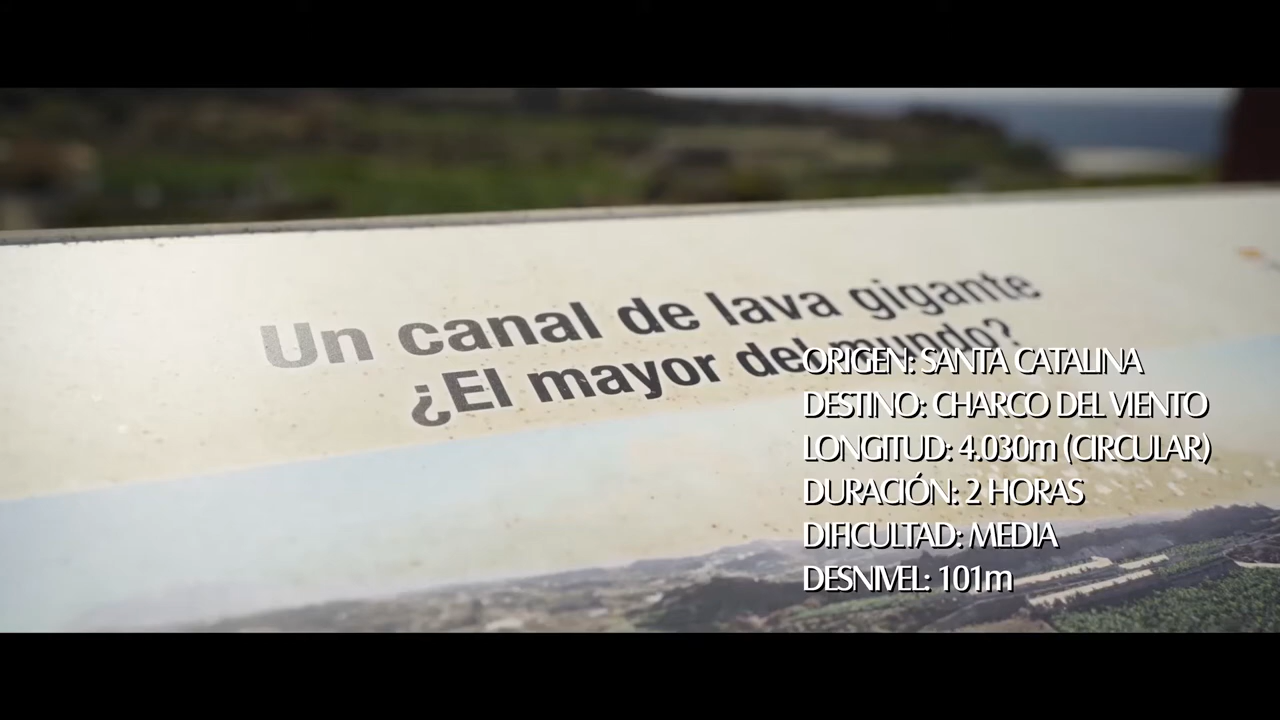 Un canal de lava gigante
¿El mayor del mundo?
ORIGEN: SANTA CATALINA
DESTINO: CHARCO DEL VIENTO
LONGITUD: 4.030m (CIRCULAR)
DURACIÓN: 2 HORAS
DIFICULTAD: MEDIA
DESNIVEL: 101m